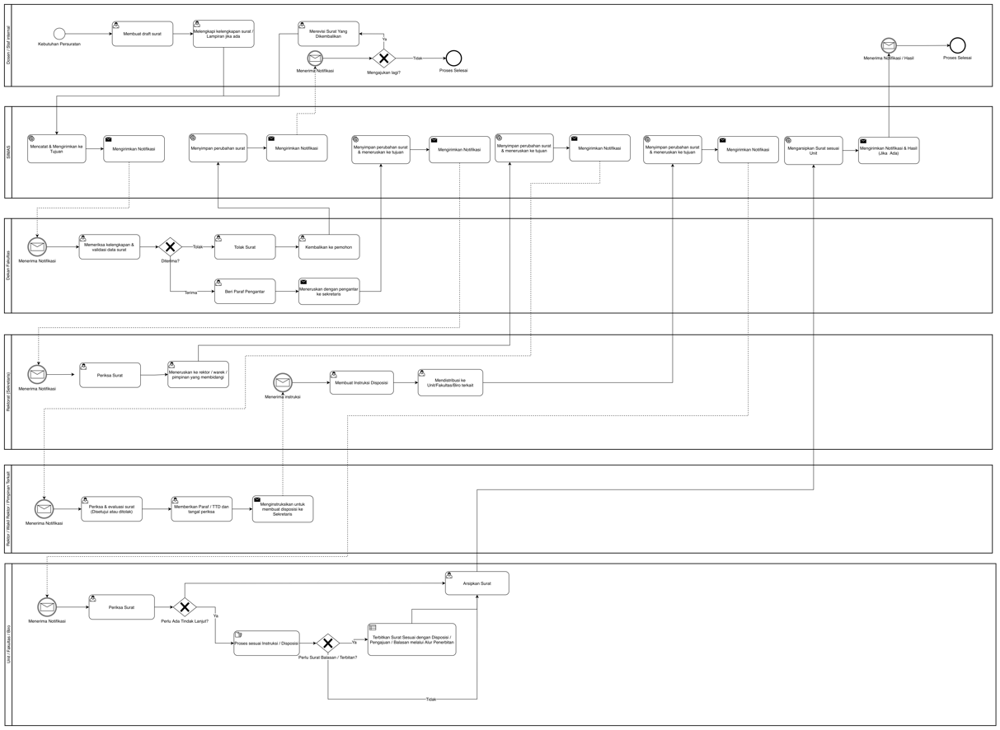 Dosen / Staf internal
Kebutuhan Persuratan
Membuat draft surat
Melengkapi kelengkapan surat /
Lampiran jika ada
Merevisi Surat Yang
Dikembalikan
Ya
Menerima Notifikasi
Mengajukan lagi?
Tidak
Proses Selesai
Menerima Notifikasi / Hasil
Proses Selesai
SIMAS
Mencatat & Mengirimkan ke
Tujuan
Mengirimkan Notifikasi
Menyimpan perubahan surat
Mengirimkan Notifikasi
Menyimpan perubahan surat
& meneruskan ke tujuan
Mengirimkan Notifikasi
Menyimpan perubahan surat
& meneruskan ke tujuan
Mengirimkan Notifikasi
Menyimpan perubahan surat
& meneruskan ke tujuan
Mengirimkan Notifikasi
Mengarsipkan Surat sesuai
Unit
Mengirimkan Notifikasi & Hasil
(Jika Ada)
Dekan Fakultas
Menerima Notifikasi
Memeriksa kelengkapan &
validasi data surat
Diterima?
Tolak
Tolak Surat
Kembalikan ke pemohon
Terima
Beri Paraf Pengantar
Meneruskan dengan pengantar
ke sekretaris
Rektorat (Sekretaris)
Menerima Notifikasi
Periksa Surat
Meneruskan ke rektor / warek /
pimpinan yang membidangi
Menerima instruksi
Membuat Instruksi Disposisi
Mendistribusi ke
Unit/Fakultas/Biro terkait
Rektor / Wakil Rektor / Pimpinan Terkait
Menerima Notifikasi
Periksa & evaluasi surat
(Disetujui atau ditolak)
Memberikan Paraf / TTD dan
tangal periksa
Menginstruksikan untuk
membuat disposisi ke
Sekretaris
Unit / Fakultas / Biro
Menerima Notifikasi
Periksa Surat
Perlu Ada Tindak Lanjut?
Ya
Arsipkan Surat
Proses sesuai Instruksi / Disposisi
Perlu Surat Balasan / Terbitan?
Ya
Terbitkan Surat Sesuai dengan Disposisi /
Pengajuan / Balasan melalui Alur Penerbitan
Tidak